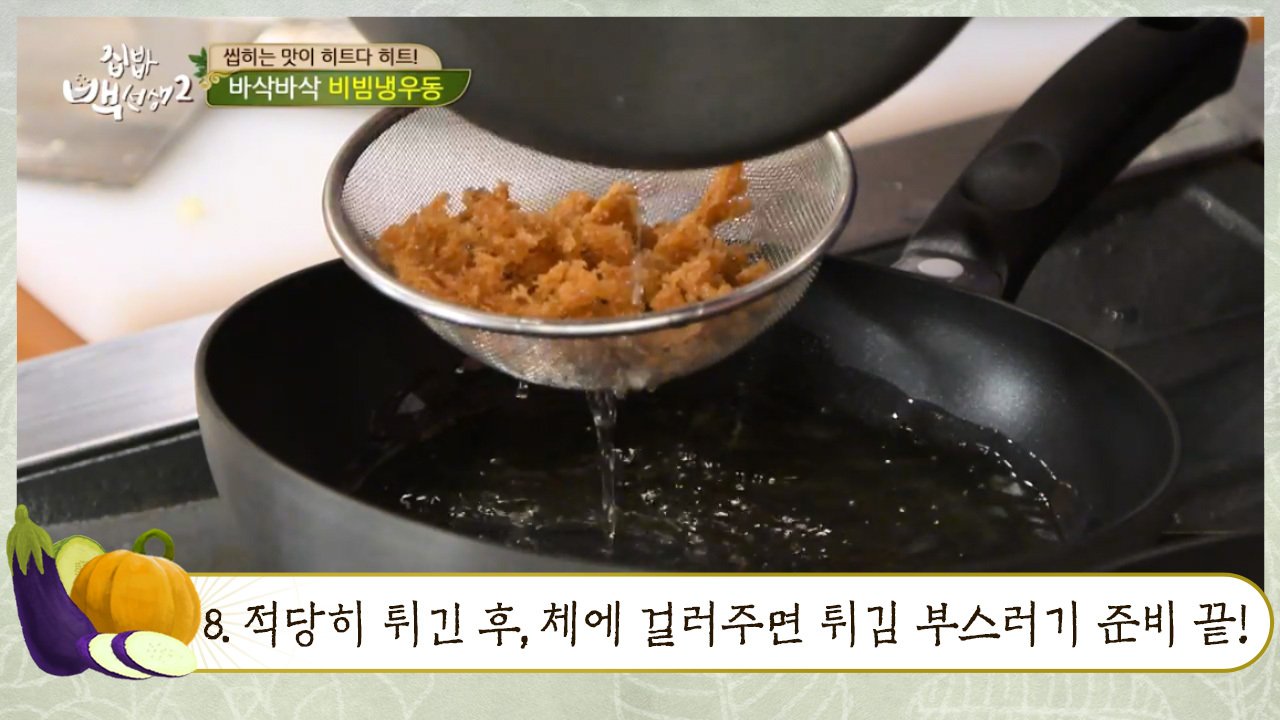 집밥
백선생2
씹히는 맛이 히트다 히트!
바삭바삭 비빔냉우동
8. 적당히 튀긴 후, 체에 걸러주면 튀김 부스러기 준비 끝!